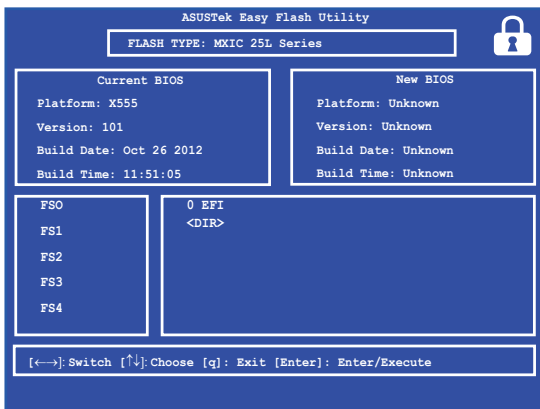 ASUSTek Easy Flash Utility
FLASH TYPE: MXIC 25L Series
Current BIOS
Platform: X555
Version: 101
Build Date: Oct 26 2012
Build Time: 11:51:05
New BIOS
Platform: Unknown
Version: Unknown
Build Date: Unknown
Build Time: Unknown
FSO
FS1
FS2
FS3
FS4
0 EFI
<DIR>
[←→]: Switch [↑↓]: Choose [q]: Exit [Enter]: Enter/Execute